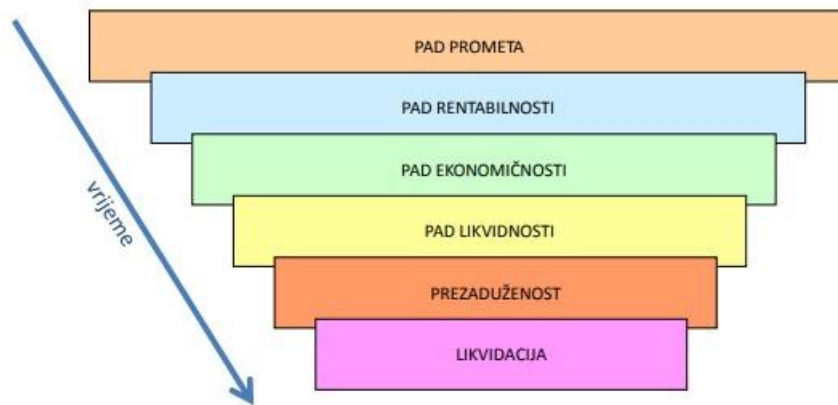 PAD PROMETA
PAD RENTABILNOSTI
PAD EKONOMIČNOSTI
vrijeme
PAD LIKVIDNOSTI
PREZADUŽENOST
LIKVIDACIJA